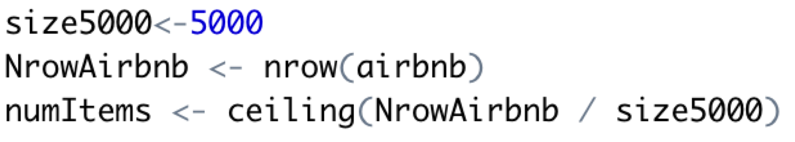 size5000<-5000
NrowAirbnb <- nrow(airbnb)
numItems <- ceiling(NrowAirbnb / size5000)